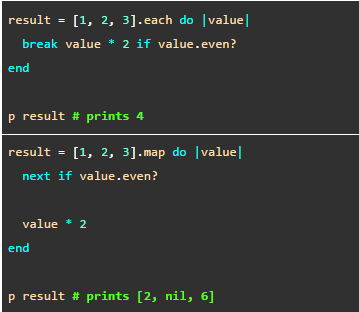 result = [1, 2, 3].each do |value|
  break value * 2 if value.even?
end

p result # prints 4
result = [1, 2, 3].map do |value|
  next if value.even?

  value * 2
end

p result # prints [2, nil, 6]